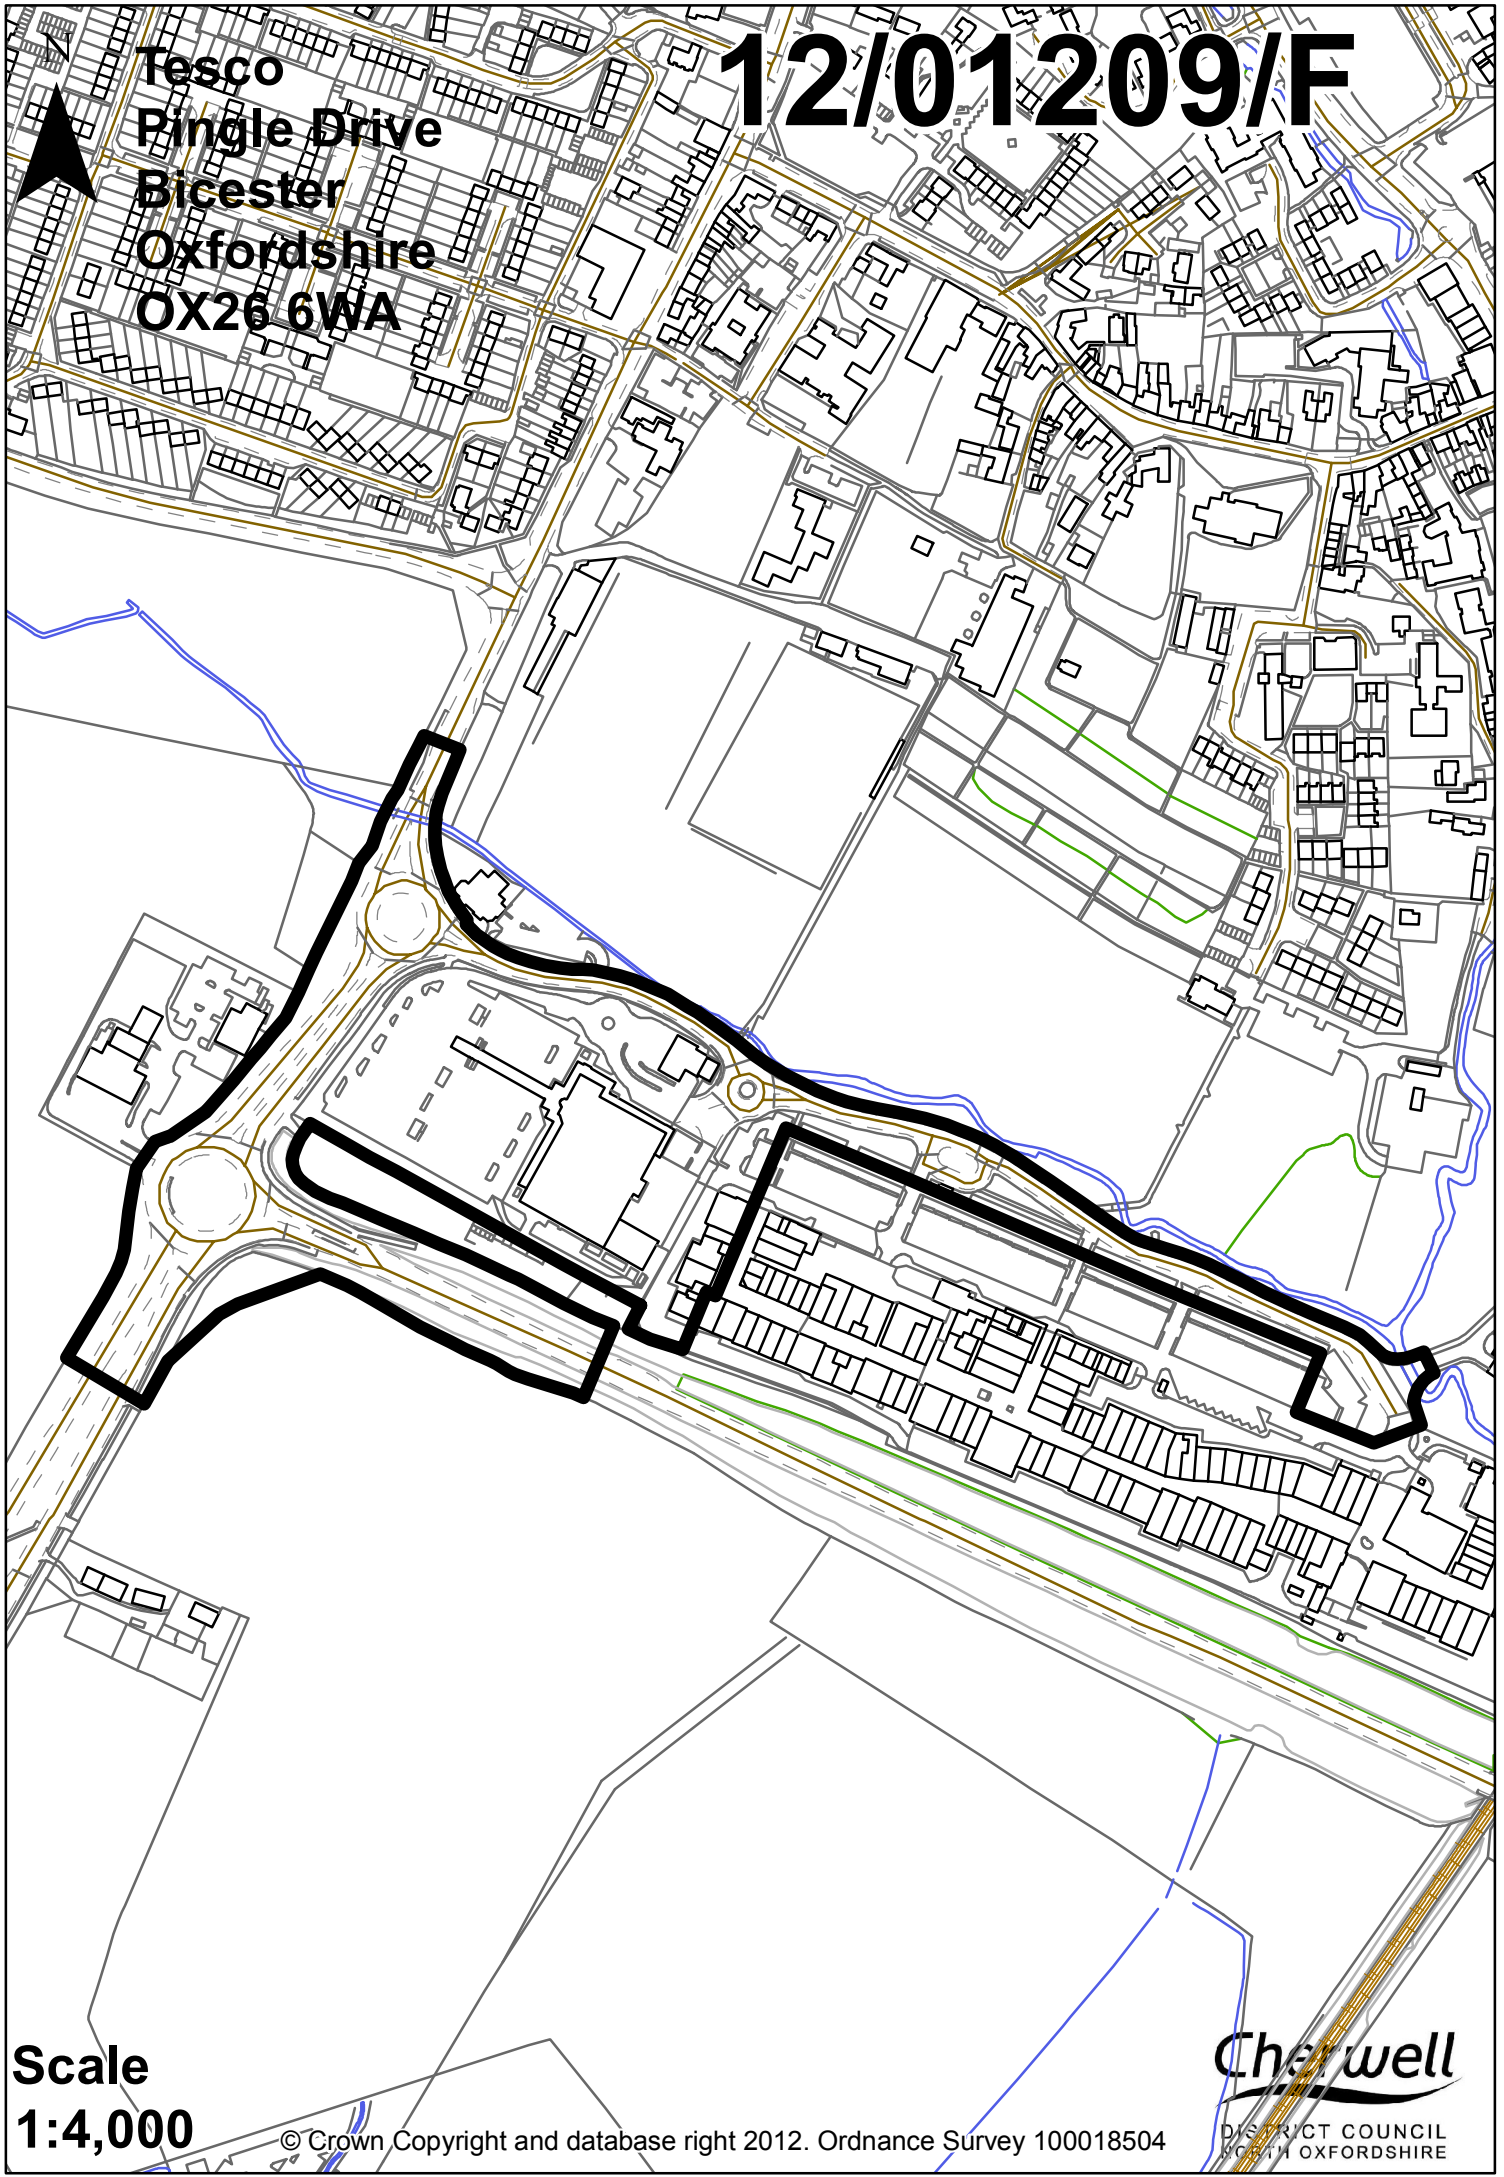 N
12/01209/F
Tesco
Pingle Drive
Bicester
Oxfordshire
OX26 6WA
Scale
1:4,000
© Crown Copyright and database right 2012. Ordnance Survey 100018504
Cherwell
DISTRICT COUNCIL
NORTH OXFORDSHIRE